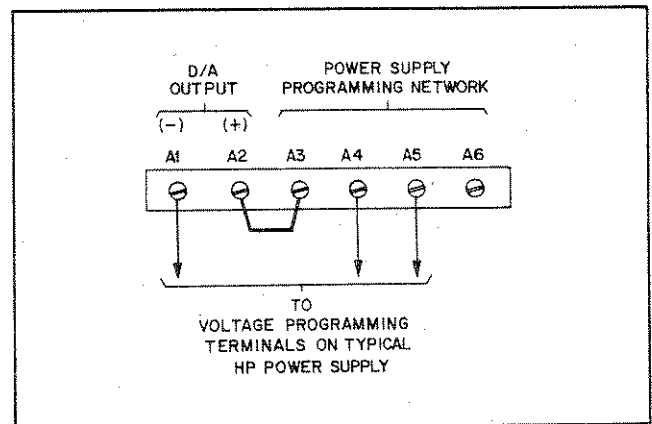 D/A
OUTPUT
POWER SUPPLY
PROGRAMMING NETWORK
(-) (+)
A1 A2 A3 A4 A5 A6
TO
VOLTAGE PROGRAMMING
TERMINALS ON TYPICAL
HP POWER SUPPLY